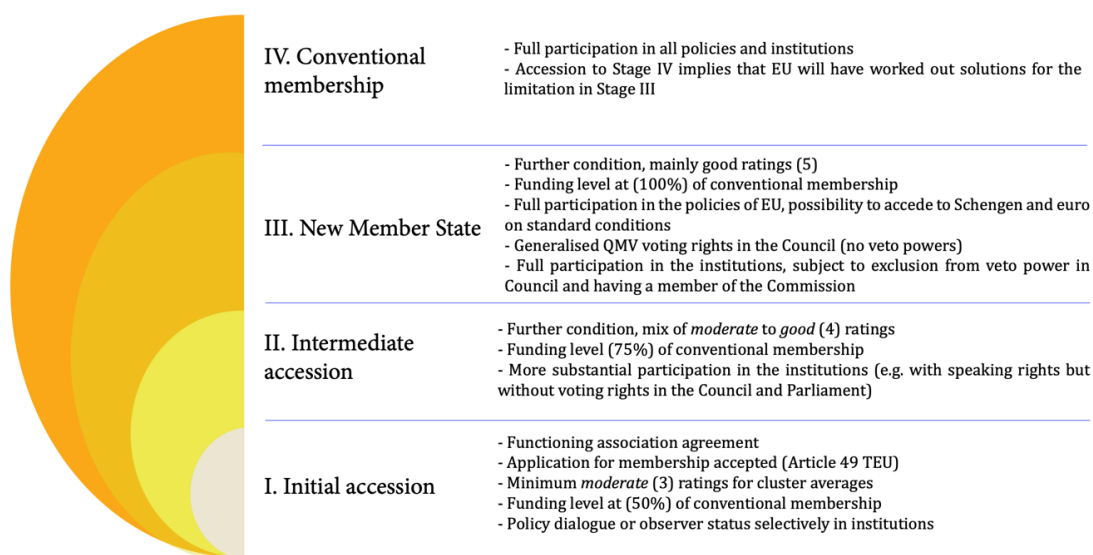 IV. Conventional
membership
- Full participation in all policies and institutions
- Accession to Stage IV implies that EU will have worked out solutions for the
limitation in Stage III
III. New Member State
- Further condition, mainly good ratings (5)
- Funding level at (100%) of conventional membership
- Full participation in the policies of EU, possibility to accede to Schengen and euro
on standard conditions
- Generalised QMV voting rights in the Council (no veto powers)
- Full participation in the institutions, subject to exclusion from veto power in
Council and having a member of the Commission
II. Intermediate
accession
- Further condition, mix of moderate to good (4) ratings
- Funding level (75%) of conventional membership
- More substantial participation in the institutions (e.g. with speaking rights but
without voting rights in the Council and Parliament)
I. Initial accession
- Functioning association agreement
- Application for membership accepted (Article 49 TEU)
- Minimum moderate (3) ratings for cluster averages
- Funding level at (50%) of conventional membership
- Policy dialogue or observer status selectively in institutions